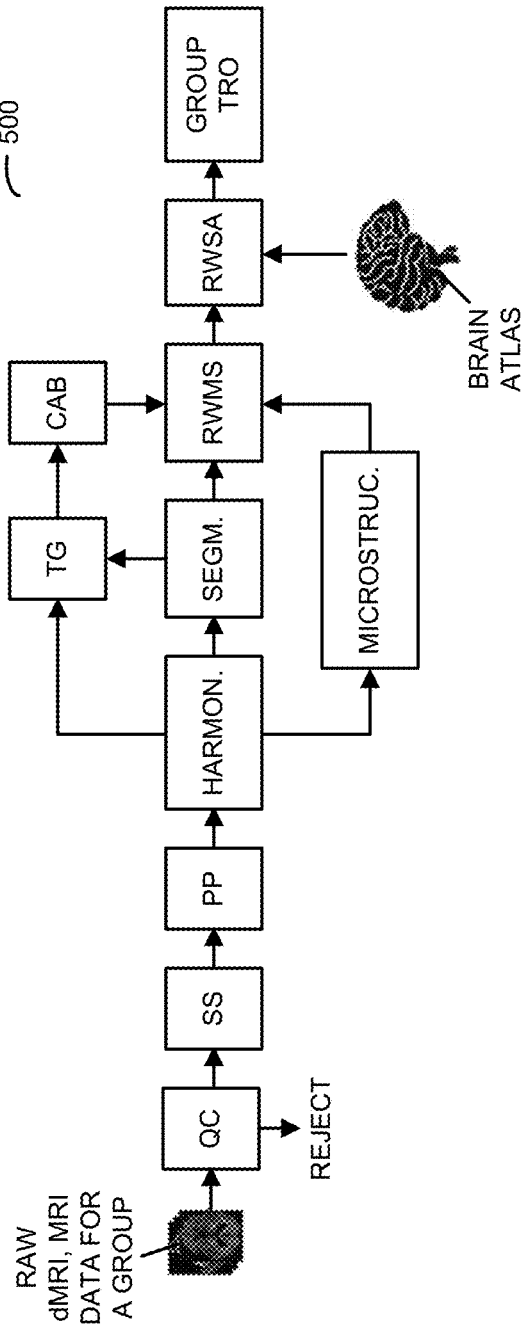 500
RAW
dMRI, MRI
DATA FOR
A GROUP
QC
REJECT
SS
PP
HARMON.
SEGM.
TG
CAB
RWMS
MICROSTRUC.
RWSA
BRAIN
ATLAS
GROUP
TRO